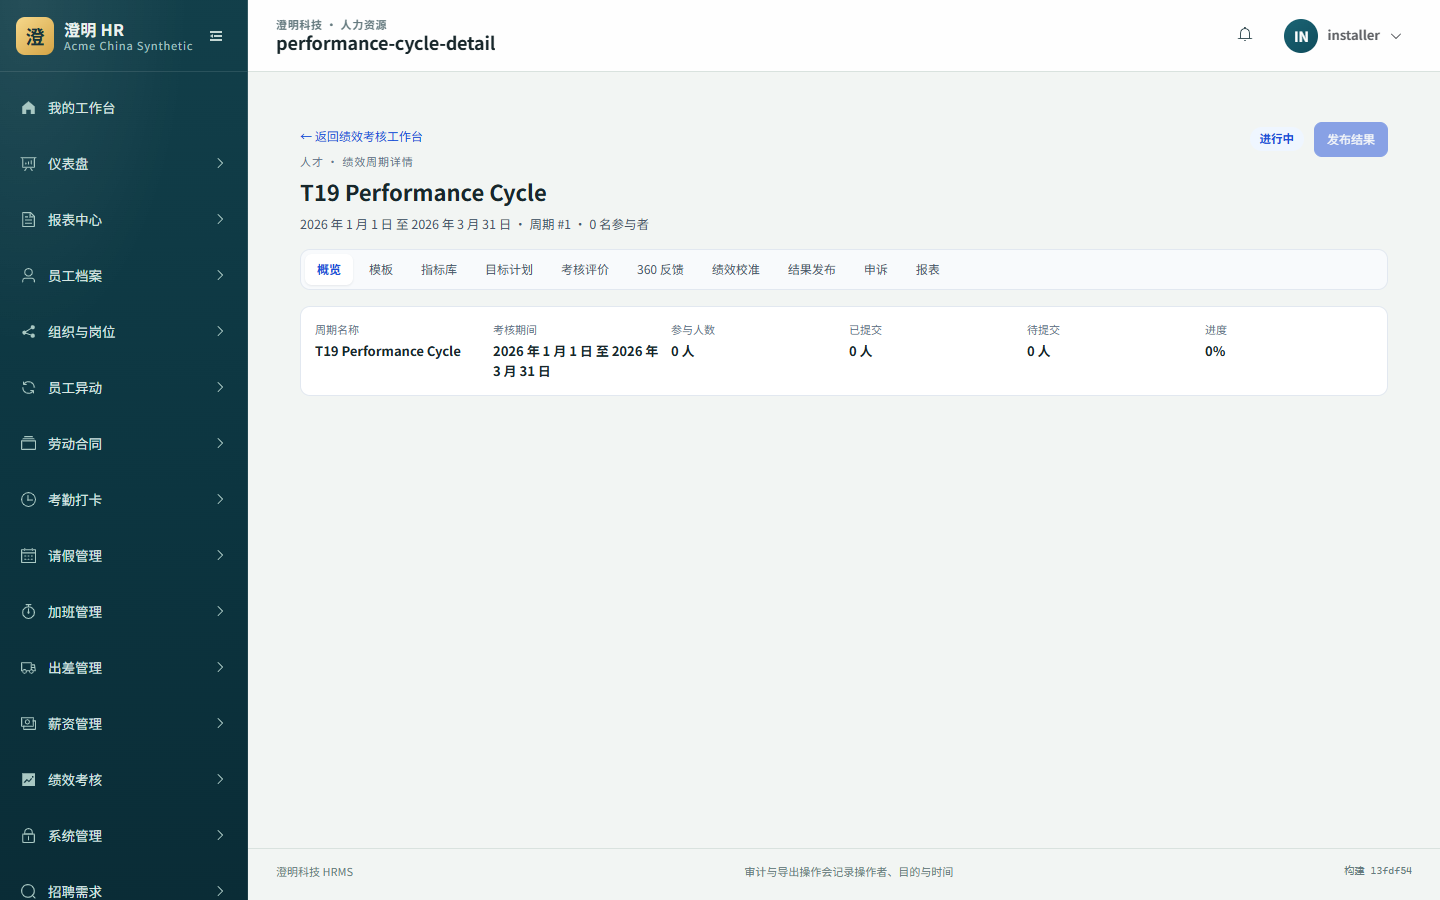 澄
澄明 HR
Acme China Synthetic
我的工作台
仪表盘
报表中心
员工档案
组织与岗位
员工异动
劳动合同
考勤打卡
请假管理
加班管理
出差管理
薪资管理
绩效考核
系统管理
招聘需求
澄明科技 • 人力资源
performance-cycle-detail
IN
installer
← 返回绩效考核工作台
进行中
发布结果
人才 • 绩效周期详情
T19 Performance Cycle
2026 年 1 月 1 日 至 2026 年 3 月 31 日 • 周期 #1 • 0 名参与者
概览
模板
指标库
目标计划
考核评价
360 反馈
绩效校准
结果发布
申诉
报表
周期名称
T19 Performance Cycle
考核期间
2026 年 1 月 1 日 至 2026 年
3 月 31 日
参与人数
0 人
已提交
0 人
待提交
0 人
进度
0%
澄明科技 HRMS
审计与导出操作会记录操作者、目的与时间
构建 13fdf54